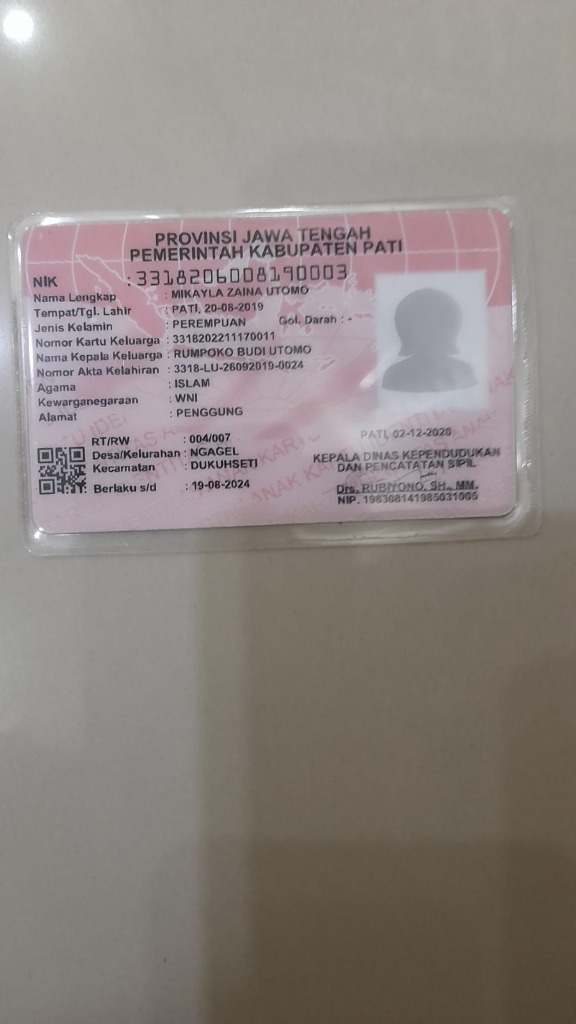 PROVINSI JAWA TENGAH
PEMERINTAH KABUPATEN PATI
NIK : 3318206008190003
Nama Lengkap : MIKAYLA ZAINA UTOMO
Tempat/Tgl. Lahir : PATI, 20-08-2019
Jenis Kelamin : PEREMPUAN Gol. Darah : -
Nomor Kartu Keluarga : 3318202211170011
Nama Kepala Keluarga : RUMPOKO BUDI UTOMO
Nomor Akta Kelahiran : 3318-LU-26092019-0024
Agama : ISLAM
Kewarganegaraan : WNI
Alamat : PENGGUNG
RT/RW : 004/007
Desa/Kelurahan : NGAGEL
Kecamatan : DUKUHSETI
Berlaku s/d : 19-08-2024
PATI, 02-12-2020
KEPALA DINAS KEPENDUDUKAN
DAN PENCATATAN SIPIL
Drs. RUBIYONO, SH., MM.
NIP. 196308141985031005